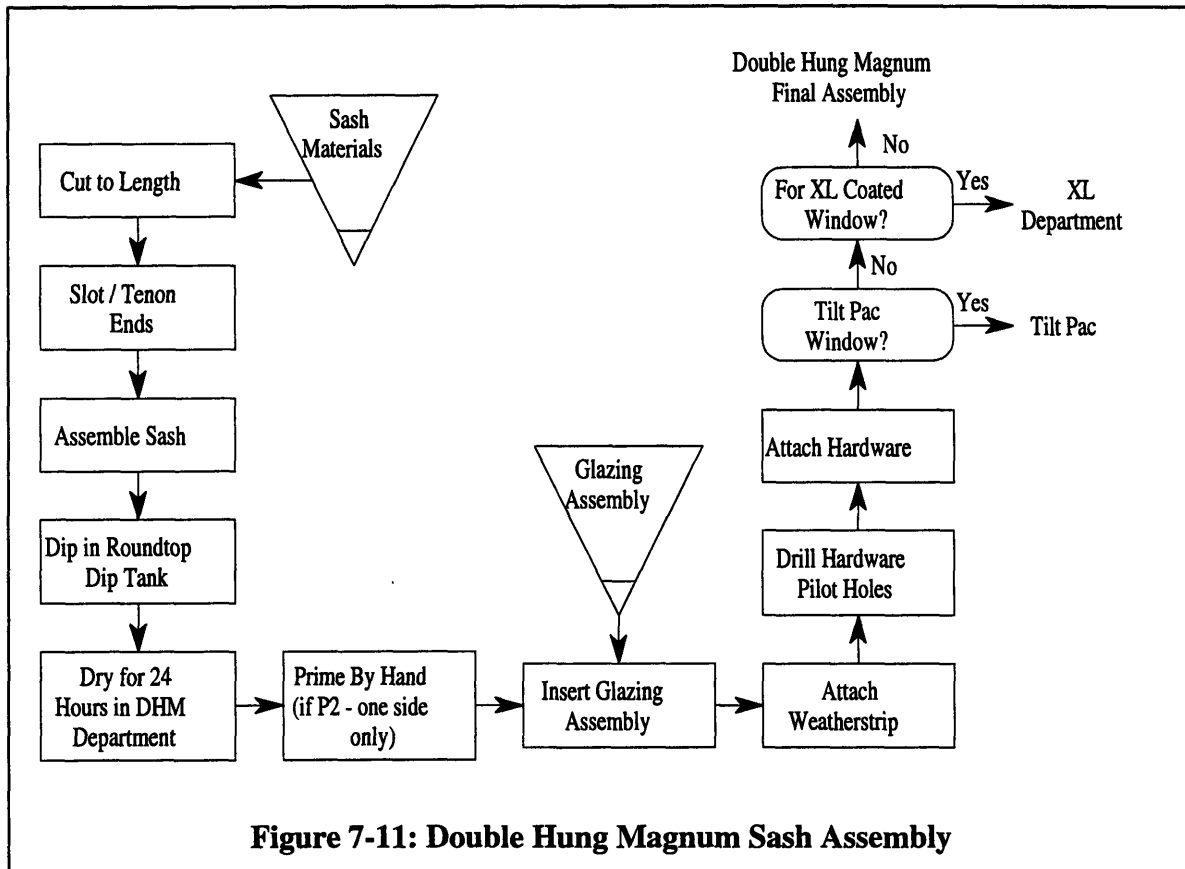 Sash
Materials
Cut to Length
Slot / Tenon
Ends
Assemble Sash
Dip in Roundtop
Dip Tank
Dry for 24
Hours in DHM
Department
Prime By Hand
(if P2 - one side
only)
Glazing
Assembly
Insert Glazing
Assembly
Attach
Weatherstrip
Drill Hardware
Pilot Holes
Attach Hardware
Tilt Pac
Window?
Yes
Tilt Pac
No
For XL Coated
Window?
Yes
XL
Department
No
Double Hung Magnum
Final Assembly
Figure 7-11: Double Hung Magnum Sash Assembly